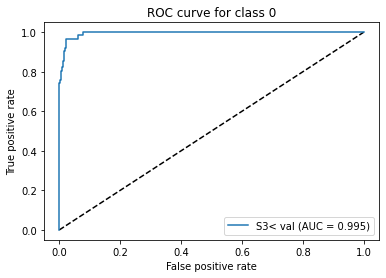 ROC curve for class 0
True positive rate
1.0
0.8
0.6
0.4
0.2
0.0
S3< val (AUC = 0.995)
0.0 0.2 0.4 0.6 0.8 1.0
False positive rate